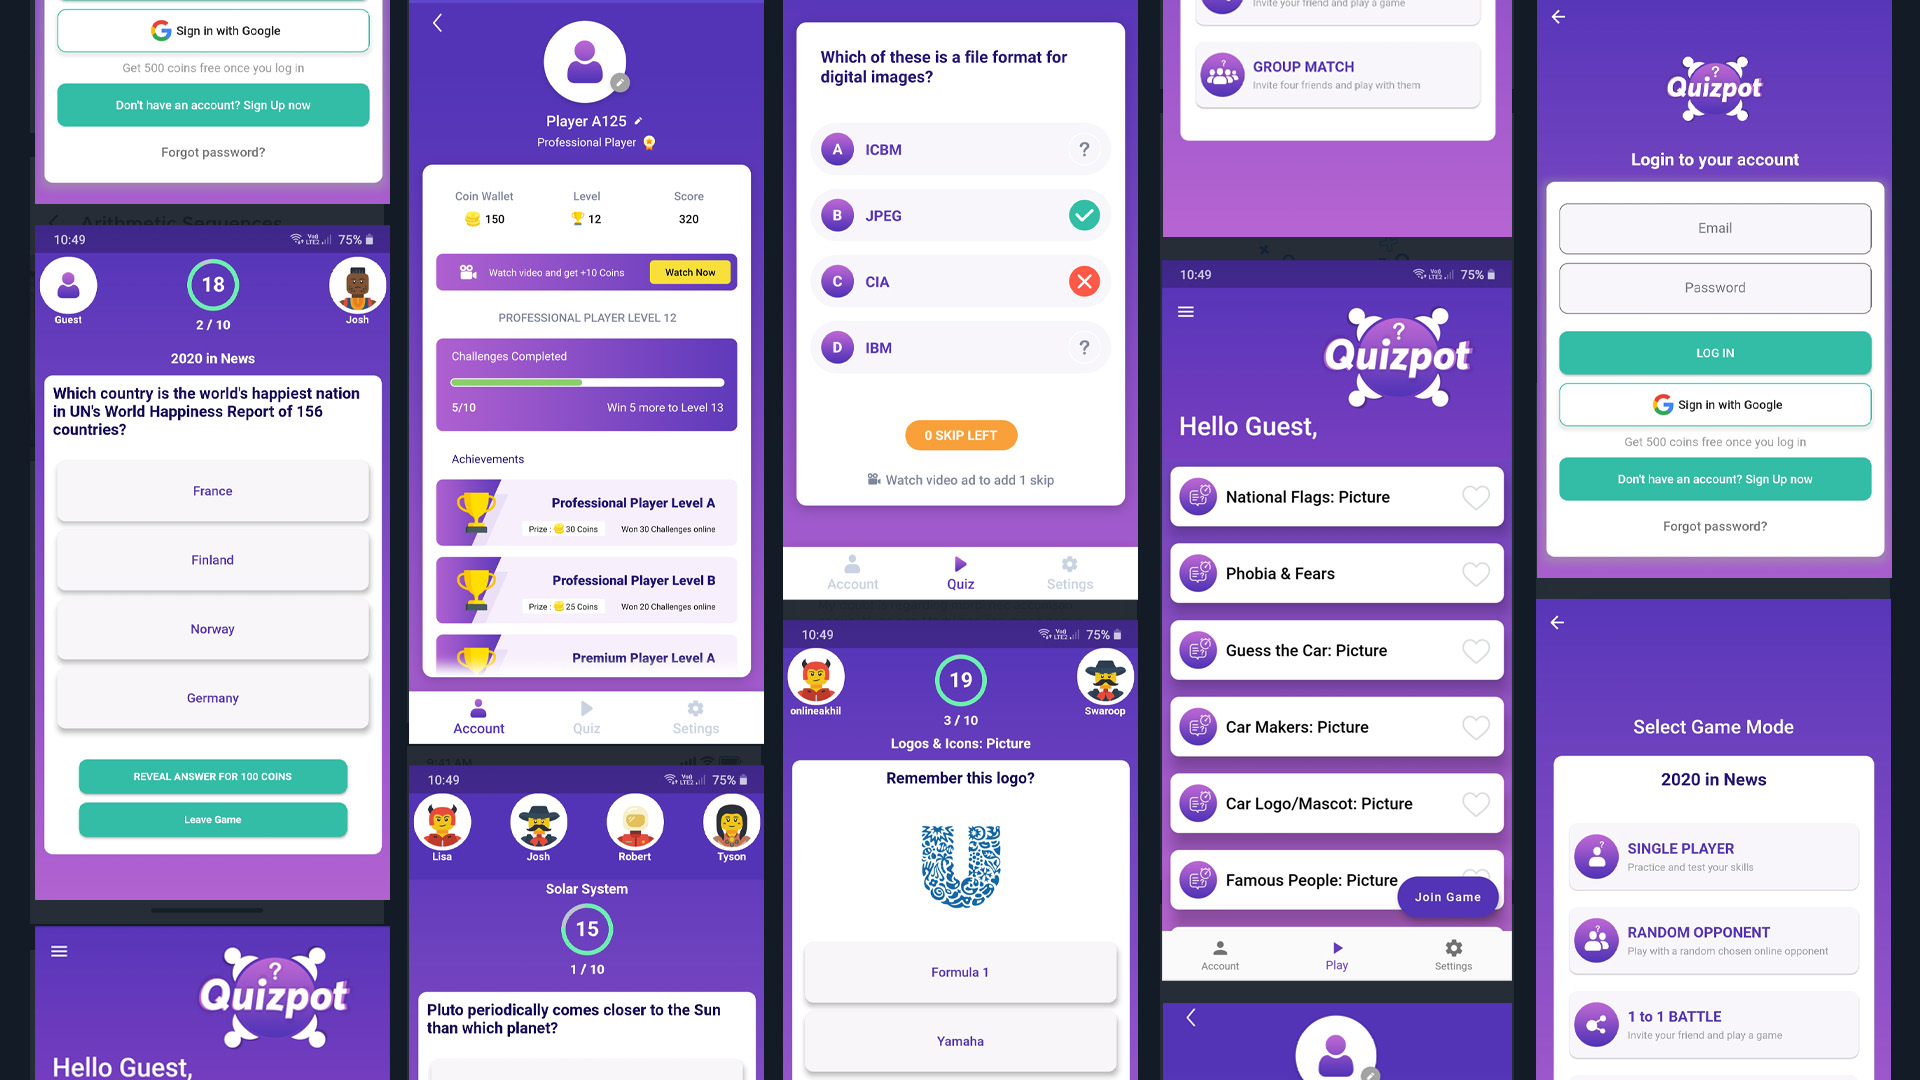 Sign in with Google
Get 500 coins free once you log in
Don't have an account? Sign Up now
Forgot password?
Arithmetic Sequences
10:49
75%
Guest
18
2 / 10
Josh
2020 in News
Which country is the world's happiest nation
in UN's World Happiness Report of 156
countries?
France
Finland
Norway
Germany
REVEAL ANSWER FOR 100 COINS
Leave Game
Quizpot
Hello Guest,
Player A125
Professional Player
Coin Wallet
Level
Score
150
12
320
Watch video and get +10 Coins
Watch Now
PROFESSIONAL PLAYER LEVEL 12
Challenges Completed
5/10
Win 5 more to Level 13
Achievements
Professional Player Level A
Prize : 30 Coins
Won 30 Challenges online
Professional Player Level B
Prize : 25 Coins
Won 20 Challenges online
Premium Player Level A
Account
Quiz
Setings
9:41 AM
10:49
75%
Lisa
Josh
Robert
Tyson
Solar System
15
1 / 10
Pluto periodically comes closer to the Sun
than which planet?
Which of these is a file format for
digital images?
A ICBM ?
B JPEG
C CIA
D IBM ?
0 SKIP LEFT
Watch video ad to add 1 skip
Account
Quiz
Setings
10:49
75%
onlineakhil
19
3 / 10
Swaroop
Logos & Icons: Picture
Remember this logo?
Formula 1
Yamaha
Invite your friend and play a game
GROUP MATCH
Invite four friends and play with them
10:49
75%
Quizpot
Hello Guest,
National Flags: Picture
Phobia & Fears
Guess the Car: Picture
Car Makers: Picture
Car Logo/Mascot: Picture
Famous People: Picture
Join Game
Account
Play
Settings
Quizpot
Login to your account
Email
Password
LOG IN
Sign in with Google
Get 500 coins free once you log in
Don't have an account? Sign Up now
Forgot password?
Select Game Mode
2020 in News
SINGLE PLAYER
Practice and test your skills
RANDOM OPPONENT
Play with a random chosen online opponent
1 to 1 BATTLE
Invite your friend and play a game